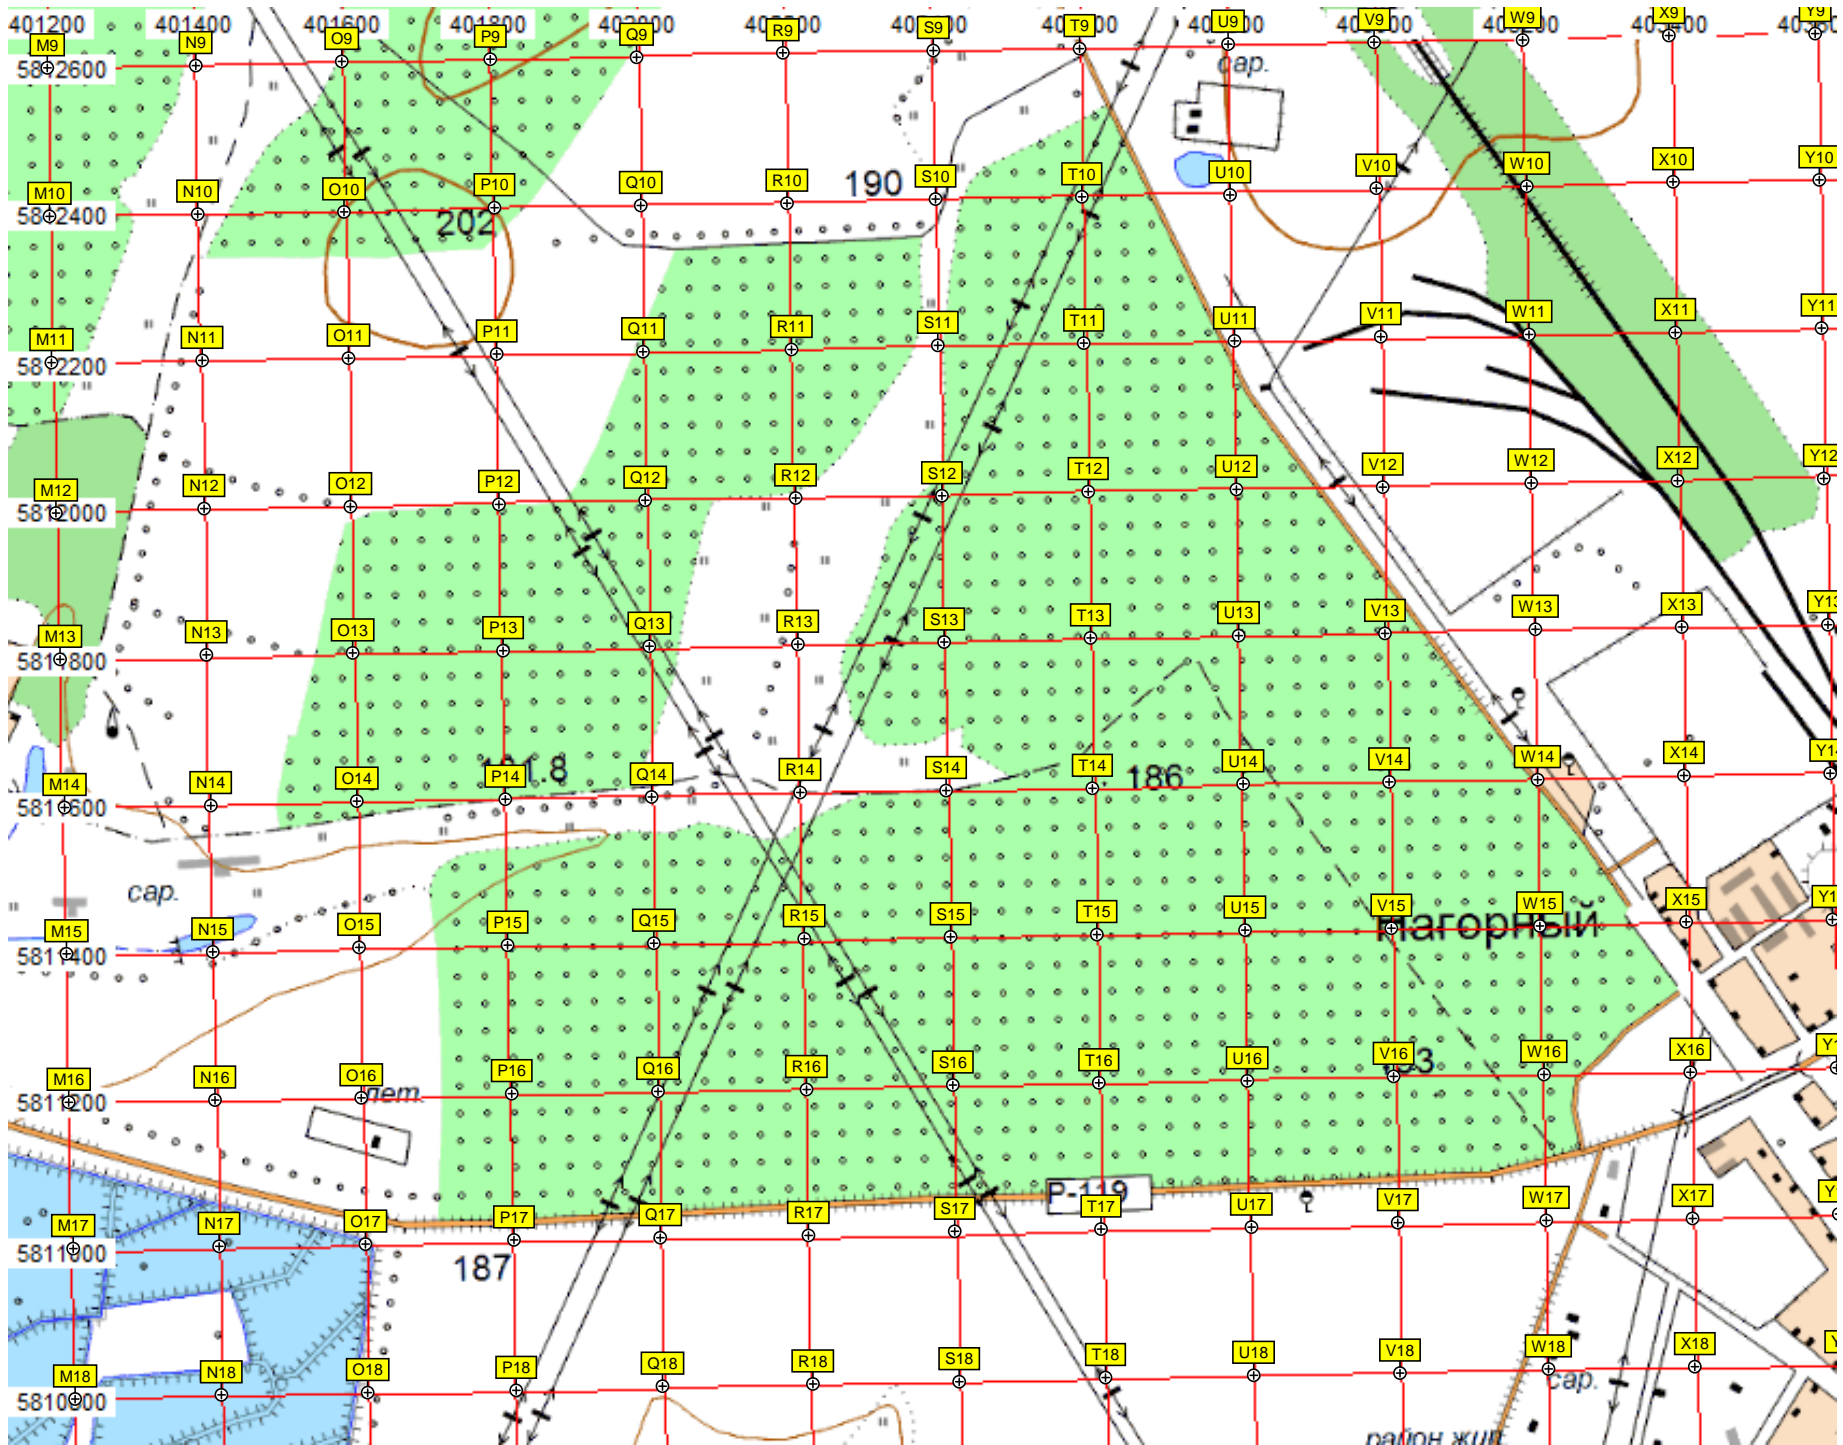 401200 401400 401600 401800
M9 N9 O9 P9 Q9 R9 S9 T9 U9 V9 W9 X9 Y9
5812600
сар.
M10 N10 O10 P10 Q10 R10 S10 T10 U10 V10 W10 X10 Y10
190
5812400
202
M11 N11 O11 P11 Q11 R11 S11 T11 U11 V11 W11 X11 Y11
5812200
M12 N12 O12 P12 Q12 R12 S12 T12 U12 V12 W12 X12 Y12
5812000
M13 N13 O13 P13 Q13 R13 S13 T13 U13 V13 W13 X13 Y13
5811800
M14 N14 O14 P14 Q14 R14 S14 T14 U14 V14 W14 X14 Y14
186
5811600
сар.
M15 N15 O15 P15 Q15 R15 S15 T15 U15 V15 W15 X15
Нагорный
5811400
M16 N16 O16 P16 Q16 R16 S16 T16 U16 V16 W16 X16
5811200
лет.
Р-119
M17 N17 O17 P17 Q17 R17 S17 T17 U17 V17 W17 X17
5811000
187
M18 N18 O18 P18 Q18 R18 S18 T18 U18 V18 W18 X18
5810800
сар.
район жил.